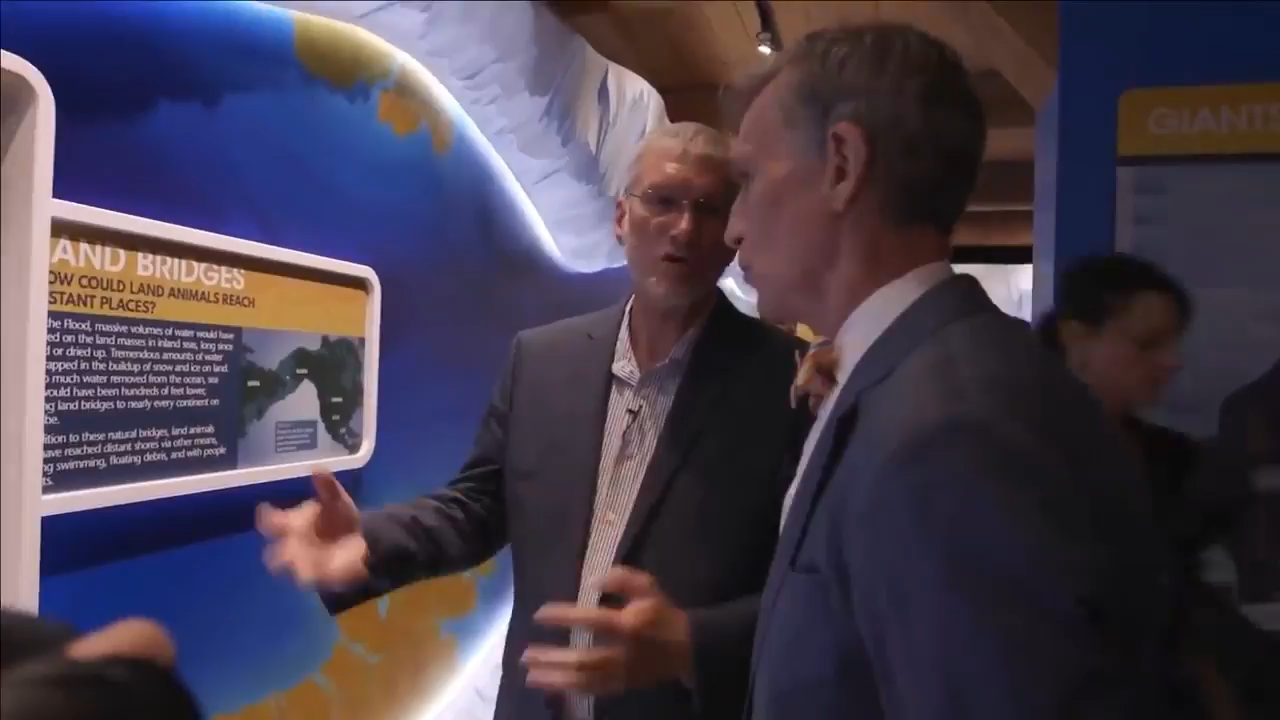 AND BRIDGES
OW COULD LAND ANIMALS REACH
STANT PLACES?
he Flood, massive volumes of water would have
ed on the land masses in inland seas, long since
d or dried up. Tremendous amounts of water
apped in the buildup of snow and ice on land.
much water removed from the ocean, sea
ould have been hundreds of feet lower,
g land bridges to nearly every continent on
be.
ition to these natural bridges, land animals
ave reached distant shores via other means,
g swimming, floating debris, and with people
ts.
GIANTS